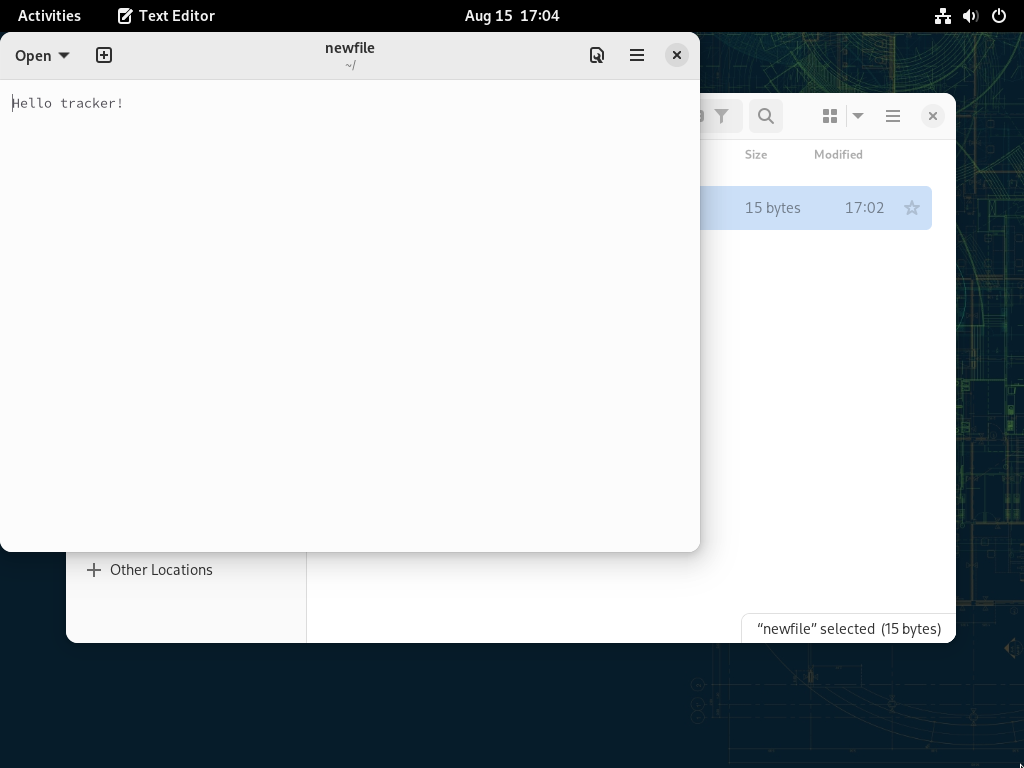 Activities Text Editor Aug 15 17:04
Open newfile
~/
Hello tracker!
Size Modified
15 bytes 17:02
Other Locations
“newfile” selected (15 bytes)